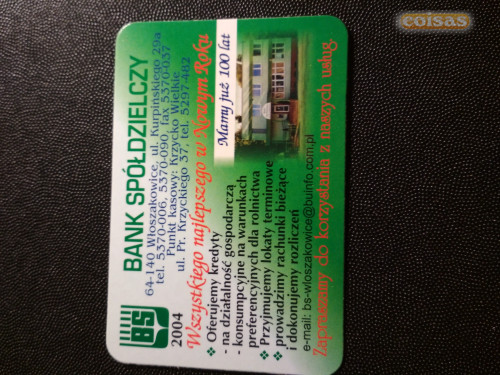 coisas
BS
BANK SPÓŁDZIELCZY
64-140 Włoszakowice, ul. Kurpińskiego 29a
tel. 5370-006, 5370-090, fax 5370-037
Punkt kasowy: Krzycko Wielkie
ul. Pr. Krzyckiego 37, tel. 5297-482
2004
Wszystkiego najlepszego w Nowym Roku
Mamy już 100 lat
❖ Oferujemy kredyty
- na działalność gospodarczą
- konsumpcyjne na warunkach
preferencyjnych dla rolnictwa
❖ Przyjmujemy wkłady terminowe
❖ prowadzimy rachunki bieżące
i dokonujemy rozliczeń
e-mail: bs-wloszakowice@buinfo.com.pl
Zapraszamy do korzystania z naszych usług.